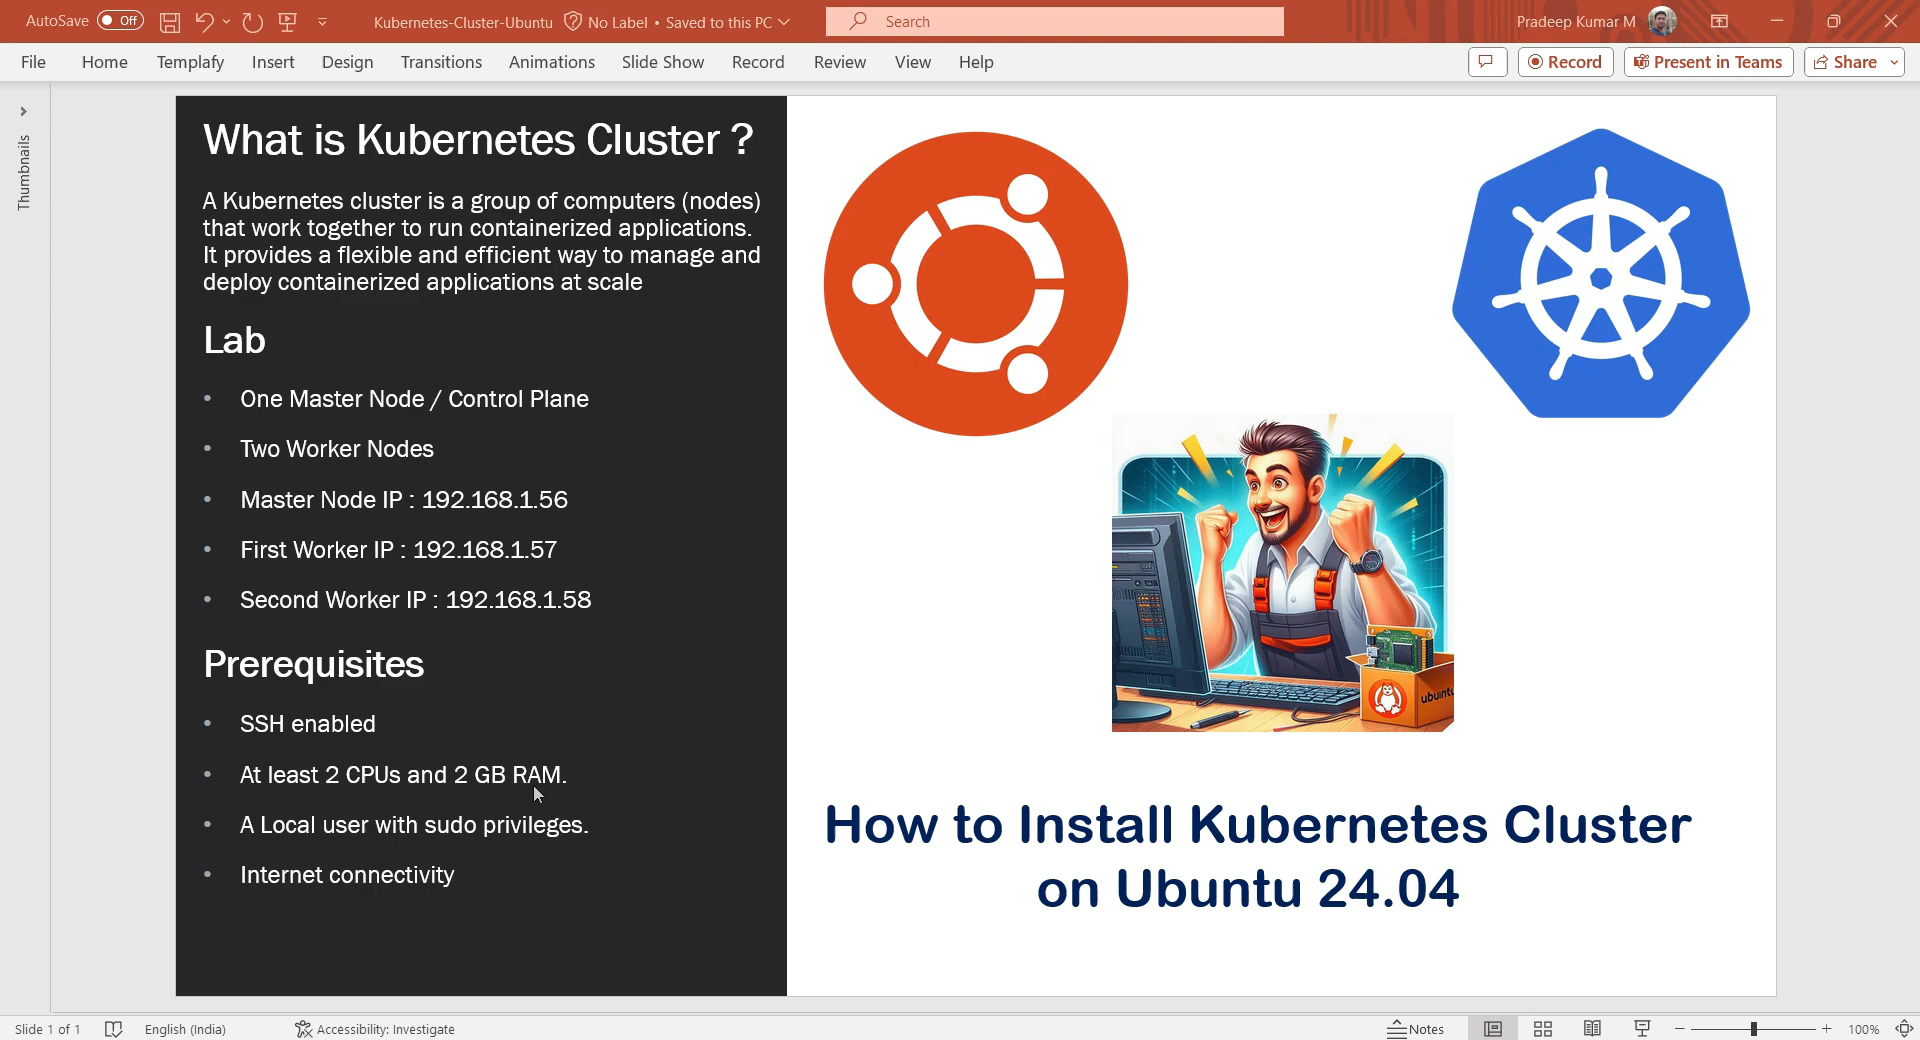 AutoSave Off Kubernetes-Cluster-Ubuntu No Label • Saved to this PC Search Pradeep Kumar M
File Home Templafy Insert Design Transitions Animations Slide Show Record Review View Help Record Present in Teams Share
Thumbnails
What is Kubernetes Cluster ?
A Kubernetes cluster is a group of computers (nodes)
that work together to run containerized applications.
It provides a flexible and efficient way to manage and
deploy containerized applications at scale
Lab
• One Master Node / Control Plane
• Two Worker Nodes
• Master Node IP : 192.168.1.56
• First Worker IP : 192.168.1.57
• Second Worker IP : 192.168.1.58
Prerequisites
• SSH enabled
• At least 2 CPUs and 2 GB RAM.
• A Local user with sudo privileges.
• Internet connectivity
ubuntu
How to Install Kubernetes Cluster
on Ubuntu 24.04
Slide 1 of 1 English (India) Accessibility: Investigate Notes 100%